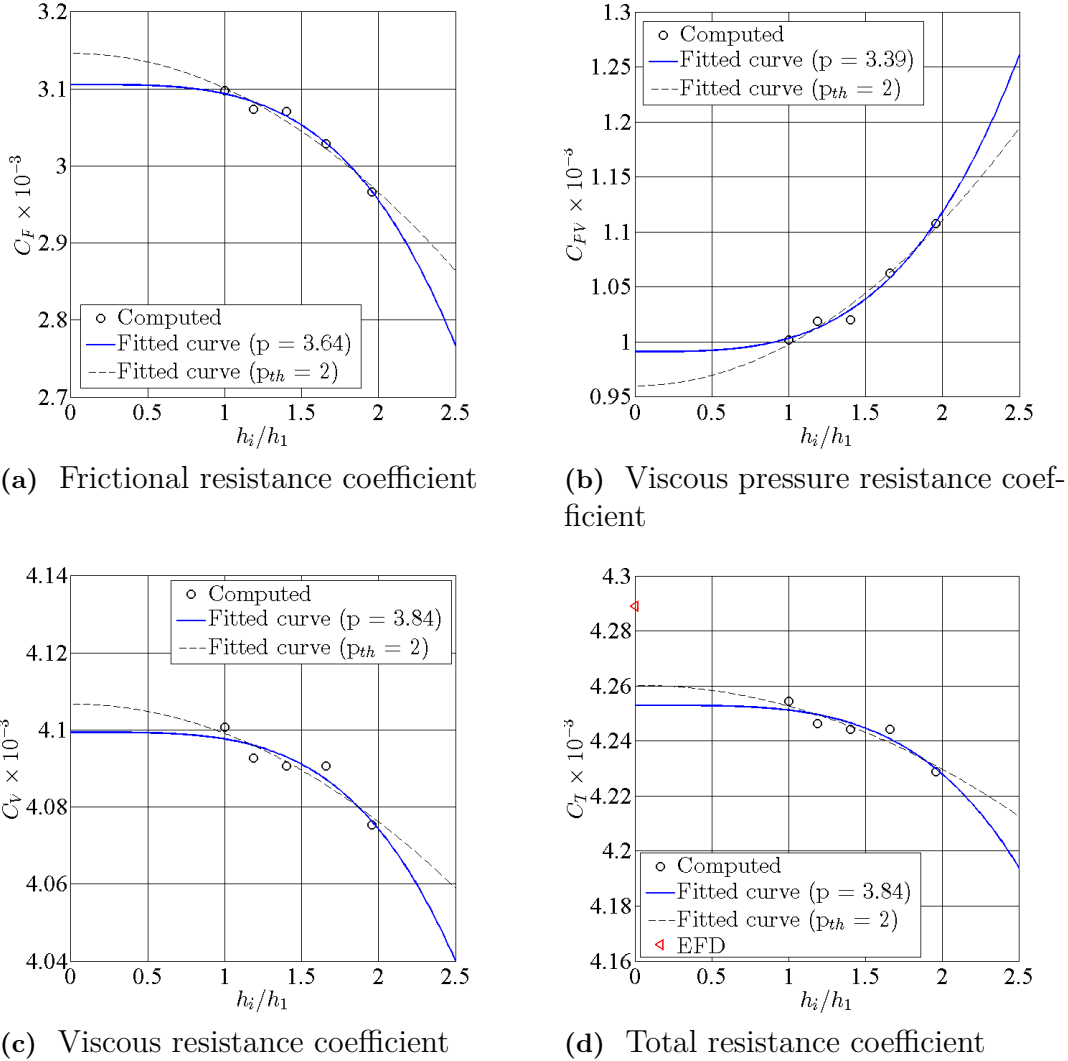 3.2
3.1
3
2.9
2.8
2.7
C_F × 10^−3
Computed
Fitted curve (p = 3.64)
Fitted curve (p_th = 2)
0 0.5 1 1.5 2 2.5
h_i/h_1
(a) Frictional resistance coefficient
1.3
1.25
1.2
1.15
1.1
1.05
1
0.95
C_PV × 10^−3
Computed
Fitted curve (p = 3.39)
Fitted curve (p_th = 2)
0 0.5 1 1.5 2 2.5
h_i/h_1
(b) Viscous pressure resistance coef-
ficient
4.14
4.12
4.1
4.08
4.06
4.04
C_V × 10^−3
Computed
Fitted curve (p = 3.84)
Fitted curve (p_th = 2)
0 0.5 1 1.5 2 2.5
h_i/h_1
(c) Viscous resistance coefficient
4.3
4.28
4.26
4.24
4.22
4.2
4.18
4.16
C_T × 10^−3
Computed
Fitted curve (p = 3.84)
Fitted curve (p_th = 2)
EFD
0 0.5 1 1.5 2 2.5
h_i/h_1
(d) Total resistance coefficient